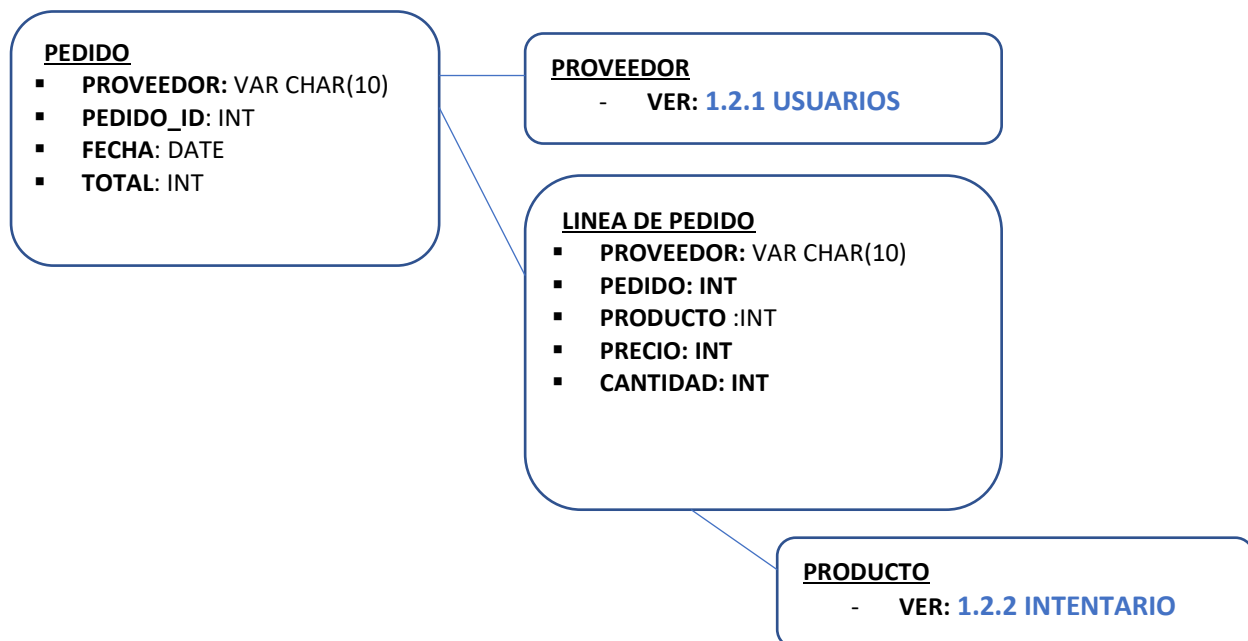 PEDIDO
▪ PROVEEDOR: VAR CHAR(10)
▪ PEDIDO_ID: INT
▪ FECHA: DATE
▪ TOTAL: INT
PROVEEDOR
- VER: 1.2.1 USUARIOS
LINEA DE PEDIDO
▪ PROVEEDOR: VAR CHAR(10)
▪ PEDIDO: INT
▪ PRODUCTO :INT
▪ PRECIO: INT
▪ CANTIDAD: INT
PRODUCTO
- VER: 1.2.2 INTENTARIO